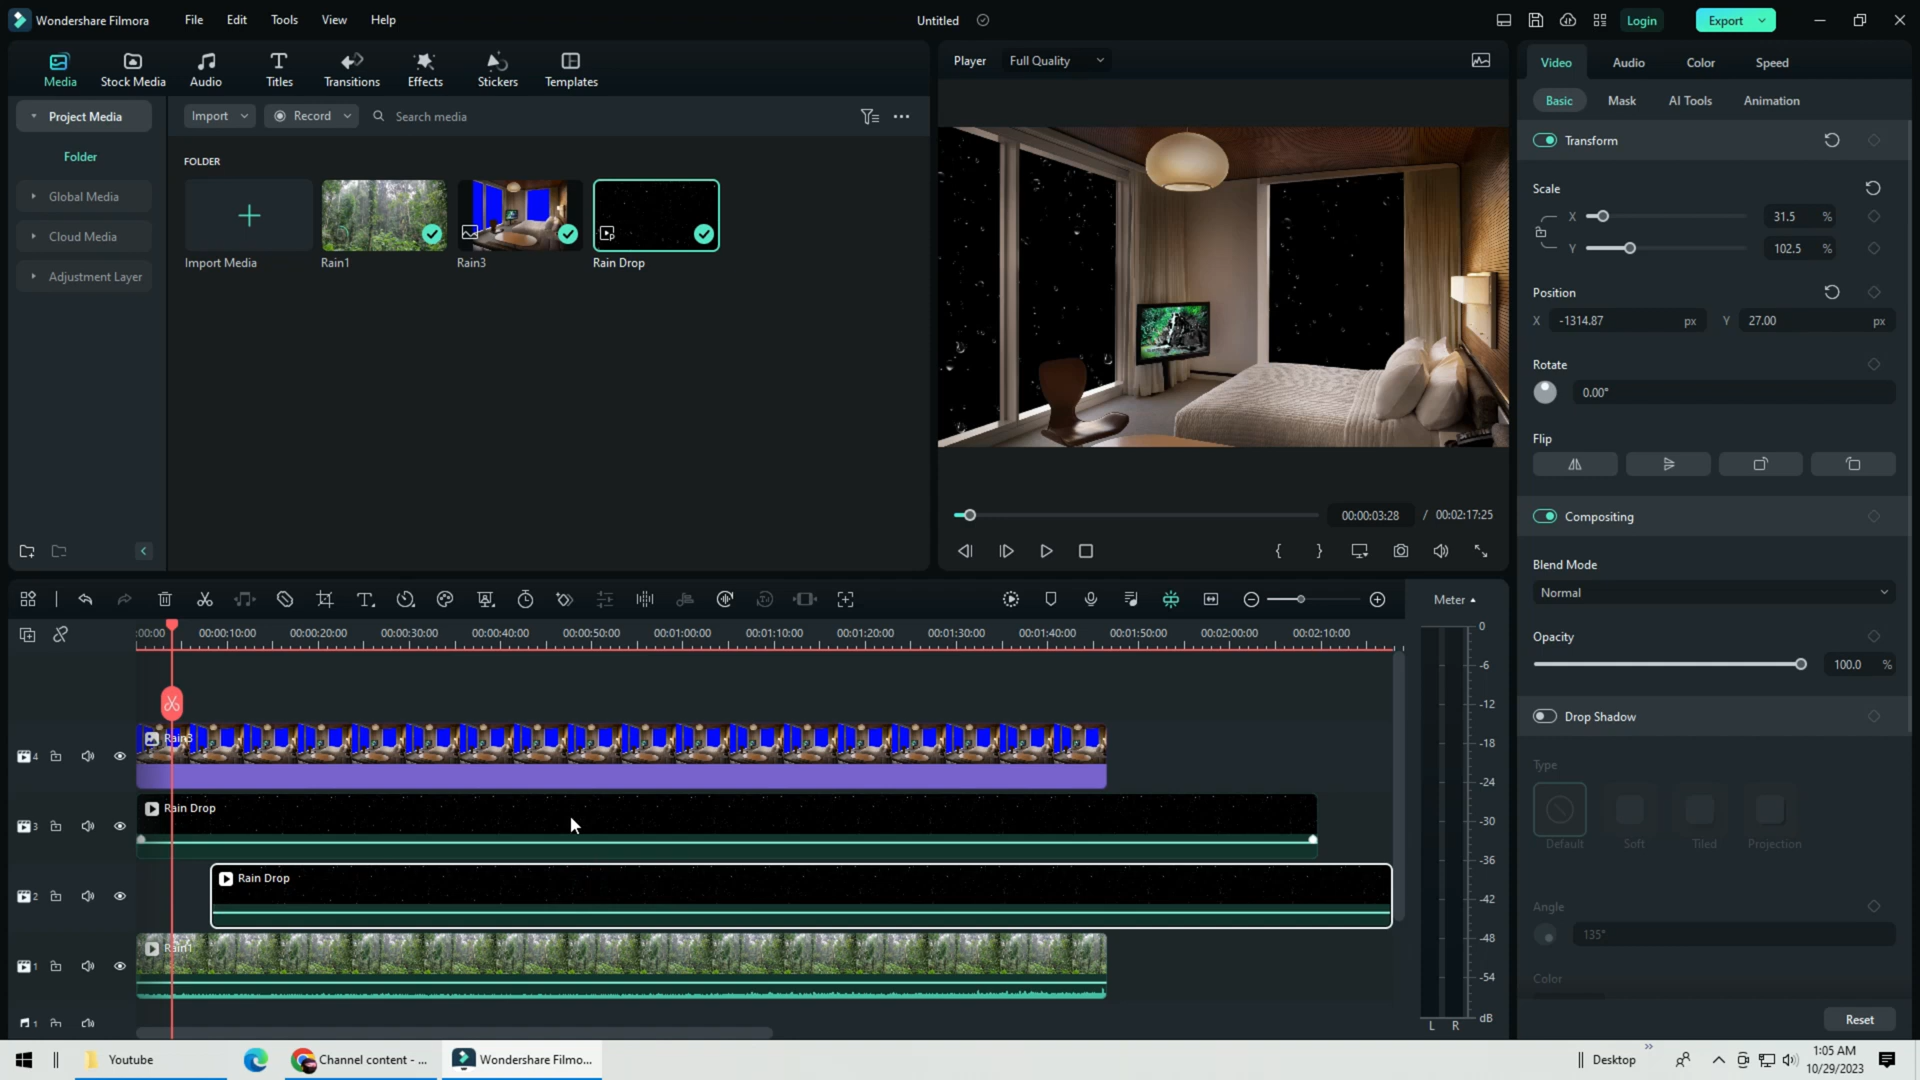 Wondershare Filmora
File
Edit
Tools
View
Help
Untitled
Login
Export
Media
Stock Media
Audio
Titles
Transitions
Effects
Stickers
Templates
Project Media
Folder
Global Media
Cloud Media
Adjustment Layer
Import
Record
Search media
FOLDER
Import Media
Rain1
Rain3
Rain Drop
Player
Full Quality
00:00:03:28 / 00:02:17:25
Video
Audio
Color
Speed
Basic
Mask
AI Tools
Animation
Transform
Scale
X 31.5 %
Y 102.5 %
Position
X -1314.87 px Y 27.00 px
Rotate
0.00°
Flip
Compositing
Blend Mode
Normal
Opacity
100.0 %
Drop Shadow
Type
Default
Soft
Tiled
Projection
Angle
135°
Color
Reset
Meter
:00:00 00:00:10:00 00:00:20:00 00:00:30:00 00:00:40:00 00:00:50:00 00:01:00:00 00:01:10:00 00:01:20:00 00:01:30:00 00:01:40:00 00:01:50:00 00:02:00:00 00:02:10:00
4
Rain3
3
Rain Drop
2
Rain Drop
1
Rain1
1
0
-6
-12
-18
-24
-30
-36
-42
-48
-54
dB
L R
Youtube
Channel content - ...
Wondershare Filmo...
Desktop
1:05 AM
10/29/2023